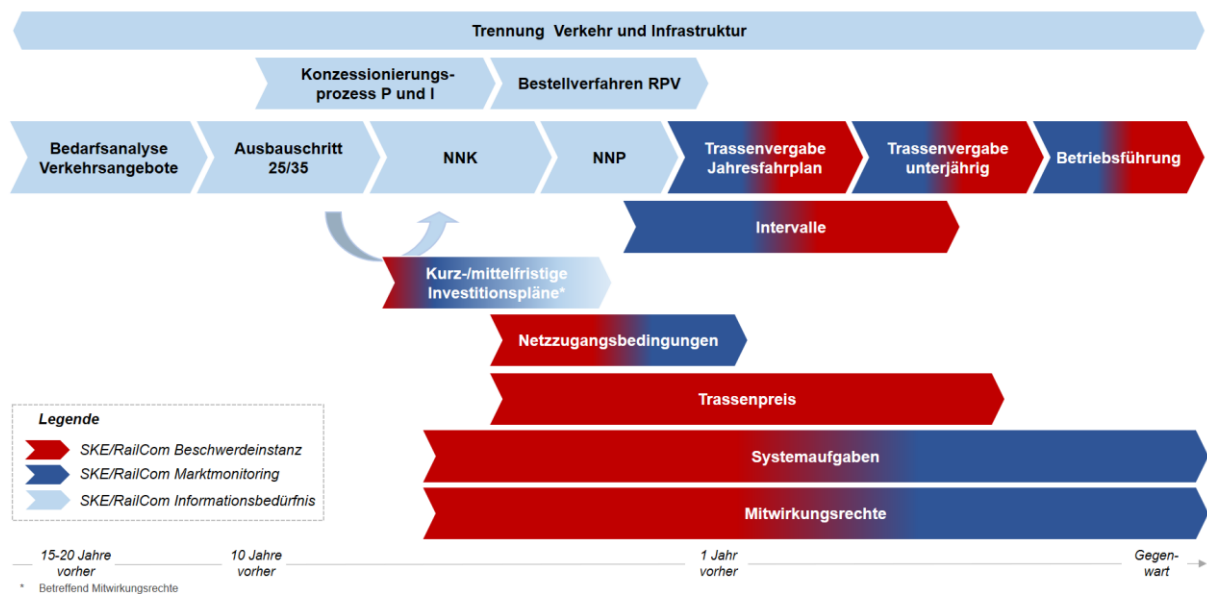 Trennung Verkehr und Infrastruktur
Konzessionierungs-
prozess P und I
Bestellverfahren RPV
Bedarfsanalyse
Verkehrsangebote
Ausbauschritt
25/35
NNK
NNP
Trassenvergabe
Jahresfahrplan
Trassenvergabe
unterjährig
Betriebsführung
Intervalle
Kurz-/mittelfristige
Investitionspläne*
Netzzugangsbedingungen
Trassenpreis
Systemaufgaben
Mitwirkungsrechte
Legende
SKE/RailCom Beschwerdeinstanz
SKE/RailCom Marktmonitoring
SKE/RailCom Informationsbedürfnis
15-20 Jahre
vorher
10 Jahre
vorher
1 Jahr
vorher
Gegen-
wart
* Betreffend Mitwirkungsrechte